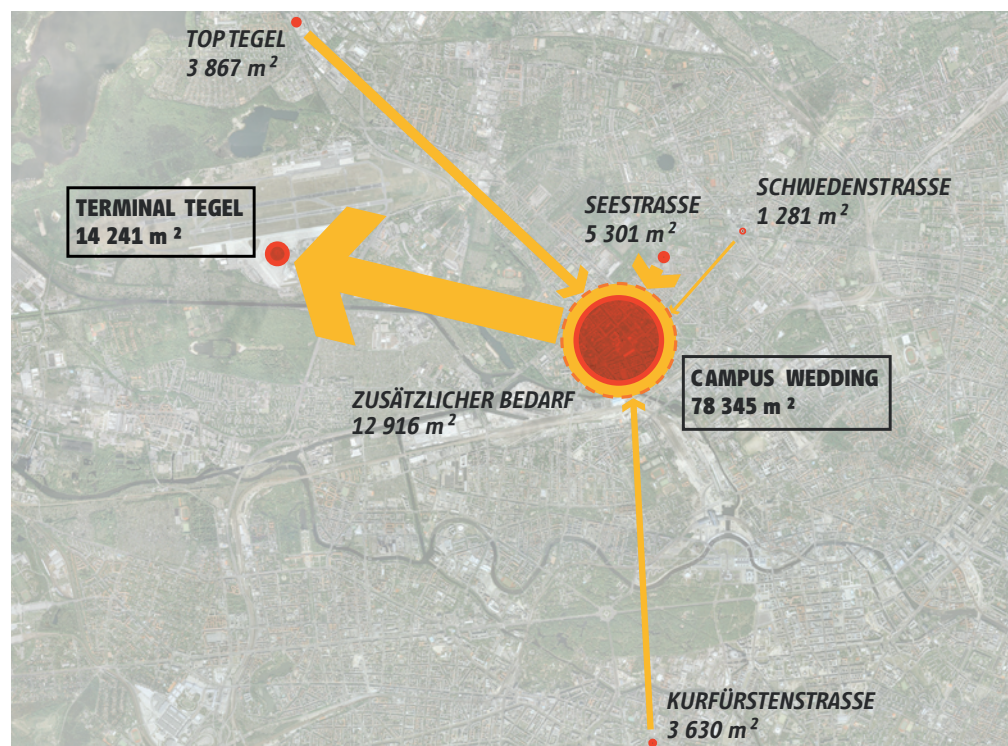 TOP TEGEL
3 867 m²
SCHWEDENSTRASSE
1 281 m²
SEESTRASSE
5 301 m²
TERMINAL TEGEL
14 241 m²
CAMPUS WEDDING
78 345 m²
ZUSÄTZLICHER BEDARF
12 916 m²
KURFÜRSTENSTRASSE
3 630 m²